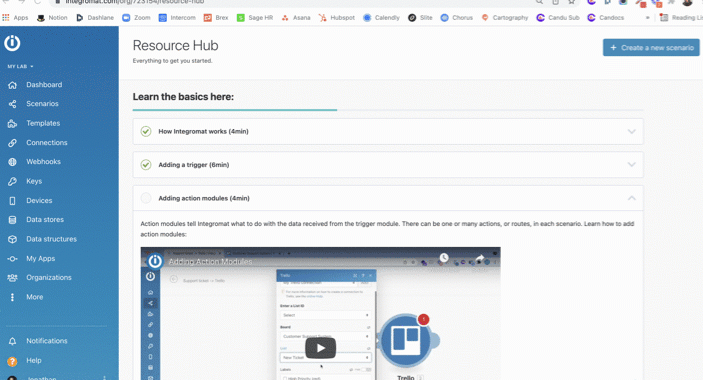 integromat.com/org/723154/resource-hub
Apps
Notion
Dashlane
Zoom
Intercom
Brex
Sage HR
Asana
Hubspot
Calendly
Slite
Chorus
Cartography
Candu Sub
Candocs
»
Reading Li
MY LAB
Dashboard
Scenarios
Templates
Connections
Webhooks
Keys
Devices
Data stores
Data structures
My Apps
Organizations
More
Notifications
Help
Jonathan
Resource Hub
Everything to get you started.
+ Create a new scenario
Learn the basics here:
How Integromat works (4min)
Adding a trigger (6min)
Adding action modules (4min)
Action modules tell Integromat what to do with the data received from the trigger module. There can be one or many actions, or routes, in each scenario. Learn how to add
action modules:
Adding Action Modules
Trello
Enter a List ID
Select
Board
Customer Support System
List
New Ticket
Labels
1
Trello